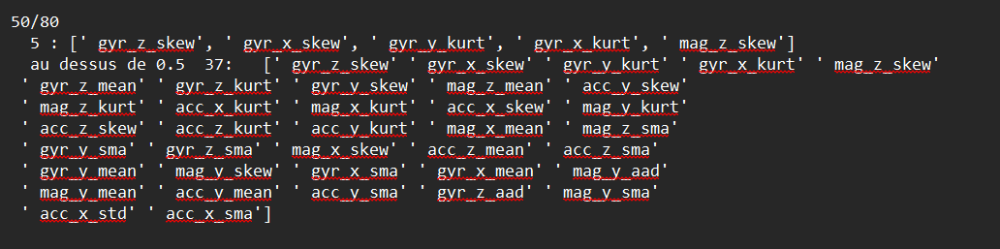 50/80
5 : [' gyr_z_skew', ' gyr_x_skew', ' gyr_y_kurt', ' gyr_x_kurt', ' mag_z_skew']
au dessus de 0.5  37:  [' gyr_z_skew' ' gyr_x_skew' ' gyr_y_kurt' ' gyr_x_kurt' ' mag_z_skew'
' gyr_z_mean' ' gyr_z_kurt' ' gyr_y_skew' ' mag_z_mean' ' acc_y_skew'
' mag_z_kurt' ' acc_x_kurt' ' mag_x_kurt' ' acc_x_skew' ' mag_y_kurt'
' acc_z_skew' ' acc_z_kurt' ' acc_y_kurt' ' mag_x_mean' ' mag_z_sma'
' gyr_y_sma' ' gyr_z_sma' ' mag_x_skew' ' acc_z_mean' ' acc_z_sma'
' gyr_y_mean' ' mag_y_skew' ' gyr_x_sma' ' gyr_x_mean' ' mag_y_aad'
' mag_y_mean' ' acc_y_mean' ' acc_y_sma' ' gyr_z_aad' ' mag_y_sma'
' acc_x_std' ' acc_x_sma']